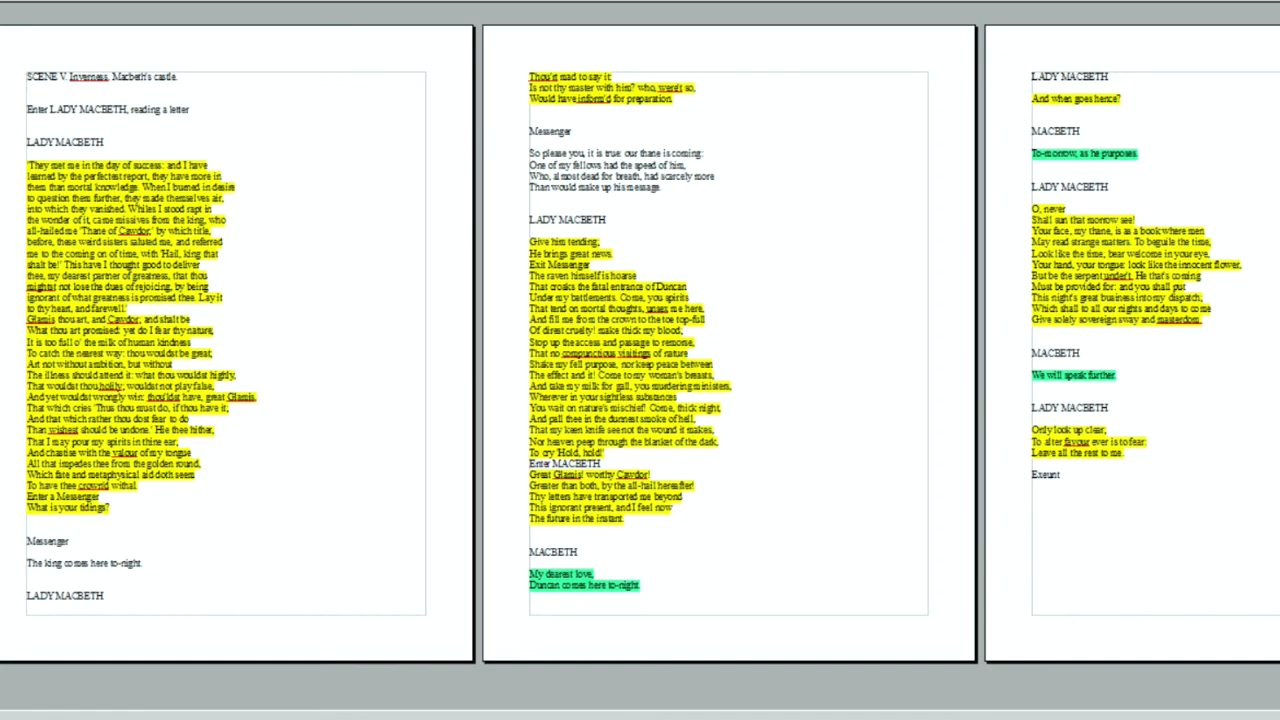 SCENE V. Inverness. Macbeth's castle.
Enter LADY MACBETH, reading a letter
LADY MACBETH
'They met me in the day of success: and I have
learned by the perfectest report, they have more in
them than mortal knowledge. When I burned in desire
to question them further, they made themselves air,
into which they vanished. Whiles I stood rapt in
the wonder of it, came missives from the king, who
all-hailed me 'Thane of Cawdor;' by which title,
before, these weird sisters saluted me, and referred
me to the coming on of time, with 'Hail, king that
shalt be!' This have I thought good to deliver
thee, my dearest partner of greatness, that thou
mightst not lose the dues of rejoicing, by being
ignorant of what greatness is promised thee. Lay it
to thy heart, and farewell.'
Glamis thou art, and Cawdor; and shalt be
What thou art promised: yet do I fear thy nature;
It is too full o' the milk of human kindness
To catch the nearest way: thou wouldst be great;
Art not without ambition, but without
The illness should attend it: what thou wouldst highly,
That wouldst thou holily; wouldst not play false,
And yet wouldst wrongly win: thou'ldst have, great Glamis,
That which cries 'Thus thou must do, if thou have it;
And that which rather thou dost fear to do
Than wishest should be undone.' Hie thee hither,
That I may pour my spirits in thine ear;
And chastise with the valour of my tongue
All that impedes thee from the golden round,
Which fate and metaphysical aid doth seem
To have thee crown'd withal.
Enter a Messenger
What is your tidings?
Messenger
The king comes here to-night.
LADY MACBETH
Thou'rt mad to say it:
Is not thy master with him? who, were't so,
Would have inform'd for preparation.
Messenger
So please you, it is true: our thane is coming:
One of my fellows had the speed of him,
Who, almost dead for breath, had scarcely more
Than would make up his message.
LADY MACBETH
Give him tending;
He brings great news.
Exit Messenger
The raven himself is hoarse
That croaks the fatal entrance of Duncan
Under my battlements. Come, you spirits
That tend on mortal thoughts, unsex me here,
And fill me from the crown to the toe top-full
Of direst cruelty! make thick my blood;
Stop up the access and passage to remorse,
That no compunctious visitings of nature
Shake my fell purpose, nor keep peace between
The effect and it! Come to my woman's breasts,
And take my milk for gall, you murdering ministers,
Wherever in your sightless substances
You wait on nature's mischief! Come, thick night,
And pall thee in the dunnest smoke of hell,
That my keen knife see not the wound it makes,
Nor heaven peep through the blanket of the dark,
To cry 'Hold, hold!'
Enter MACBETH
Great Glamis! worthy Cawdor!
Greater than both, by the all-hail hereafter!
Thy letters have transported me beyond
This ignorant present, and I feel now
The future in the instant.
MACBETH
My dearest love,
Duncan comes here to-night.
LADY MACBETH
And when goes hence?
MACBETH
To-morrow, as he purposes.
LADY MACBETH
O, never
Shall sun that morrow see!
Your face, my thane, is as a book where men
May read strange matters. To beguile the time,
Look like the time; bear welcome in your eye,
Your hand, your tongue: look like the innocent flower,
But be the serpent under't. He that's coming
Must be provided for: and you shall put
This night's great business into my dispatch;
Which shall to all our nights and days to come
Give solely sovereign sway and masterdom.
MACBETH
We will speak further.
LADY MACBETH
Only look up clear;
To alter favour ever is to fear:
Leave all the rest to me.
Exeunt